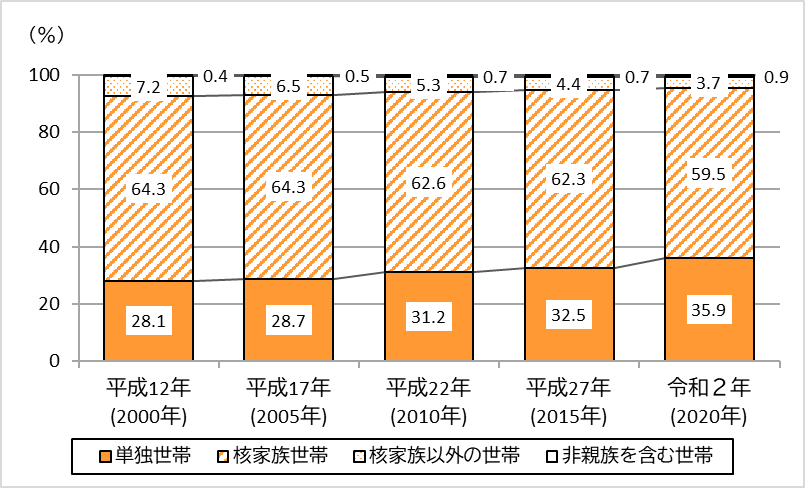 (%)
100
80
60
40
20
0
7.2
0.4
6.5
0.5
5.3
0.7
4.4
0.7
3.7
0.9
64.3
64.3
62.6
62.3
59.5
28.1
28.7
31.2
32.5
35.9
平成12年
(2000年)
平成17年
(2005年)
平成22年
(2010年)
平成27年
(2015年)
令和2年
(2020年)
単独世帯 核家族世帯 核家族以外の世帯 非親族を含む世帯